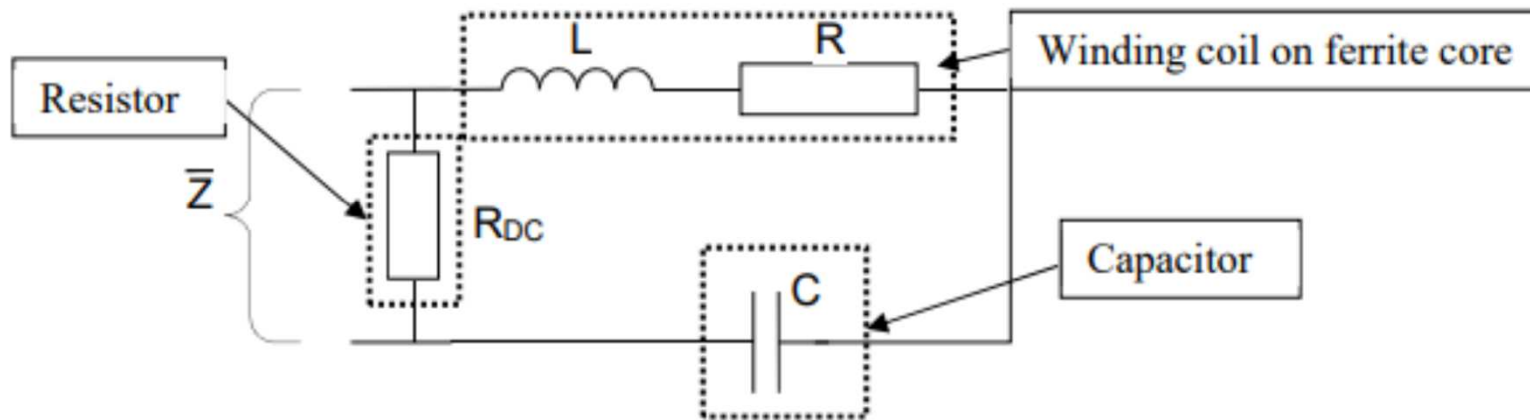 L
R
Winding coil on ferrite core
Resistor
Z̅
RDC
C
Capacitor